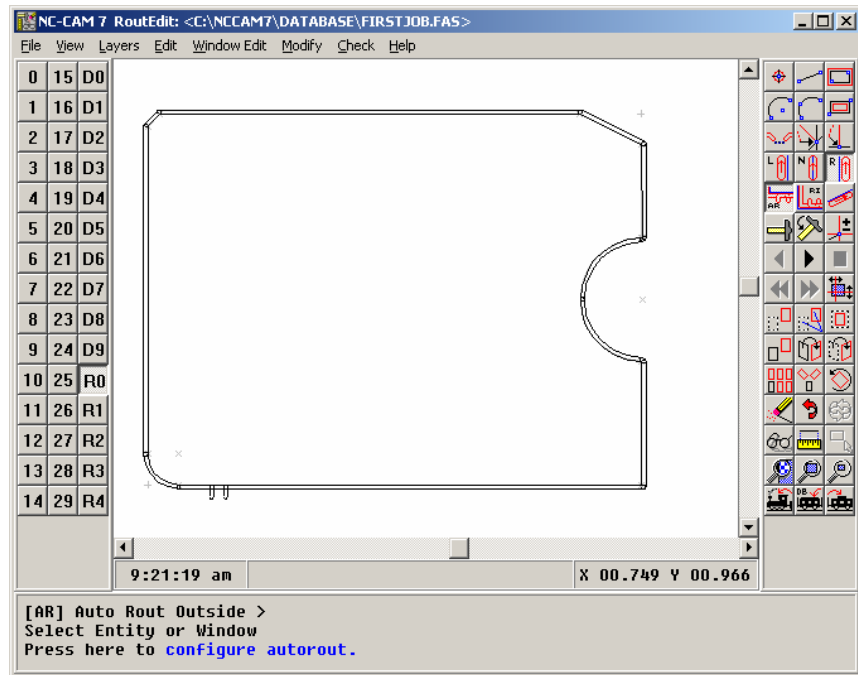 NC-CAM 7 RoutEdit: <C:\NCCAM7\DATABASE\FIRSTJOB.FAS>
File View Layers Edit Window Edit Modify Check Help
0 15 D0
1 16 D1
2 17 D2
3 18 D3
4 19 D4
5 20 D5
6 21 D6
7 22 D7
8 23 D8
9 24 D9
10 25 R0
11 26 R1
12 27 R2
13 28 R3
14 29 R4
L N R
AR RI
DB
9:21:19 am X 00.749 Y 00.966
[AR] Auto Rout Outside >
Select Entity or Window
Press here to configure autorout.